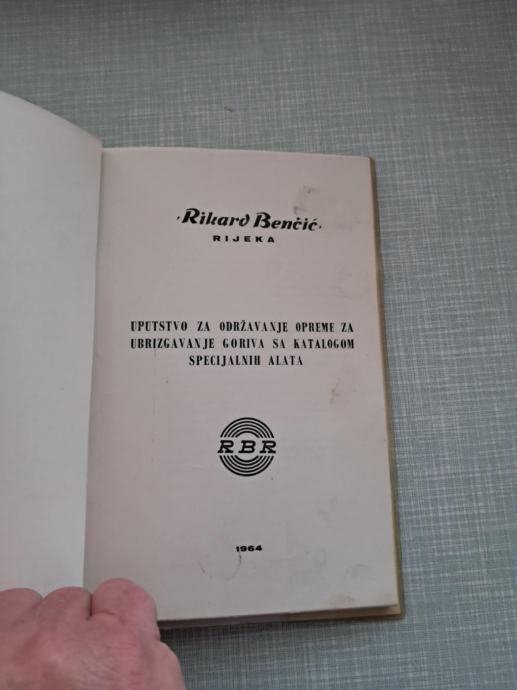 "Rikard Benčić"
RIJEKA
UPUTSTVO ZA ODRŽAVANJE OPREME ZA
UBRIZGAVANJE GORIVA SA KATALOGOM
SPECIJALNIH ALATA
RBR
1964